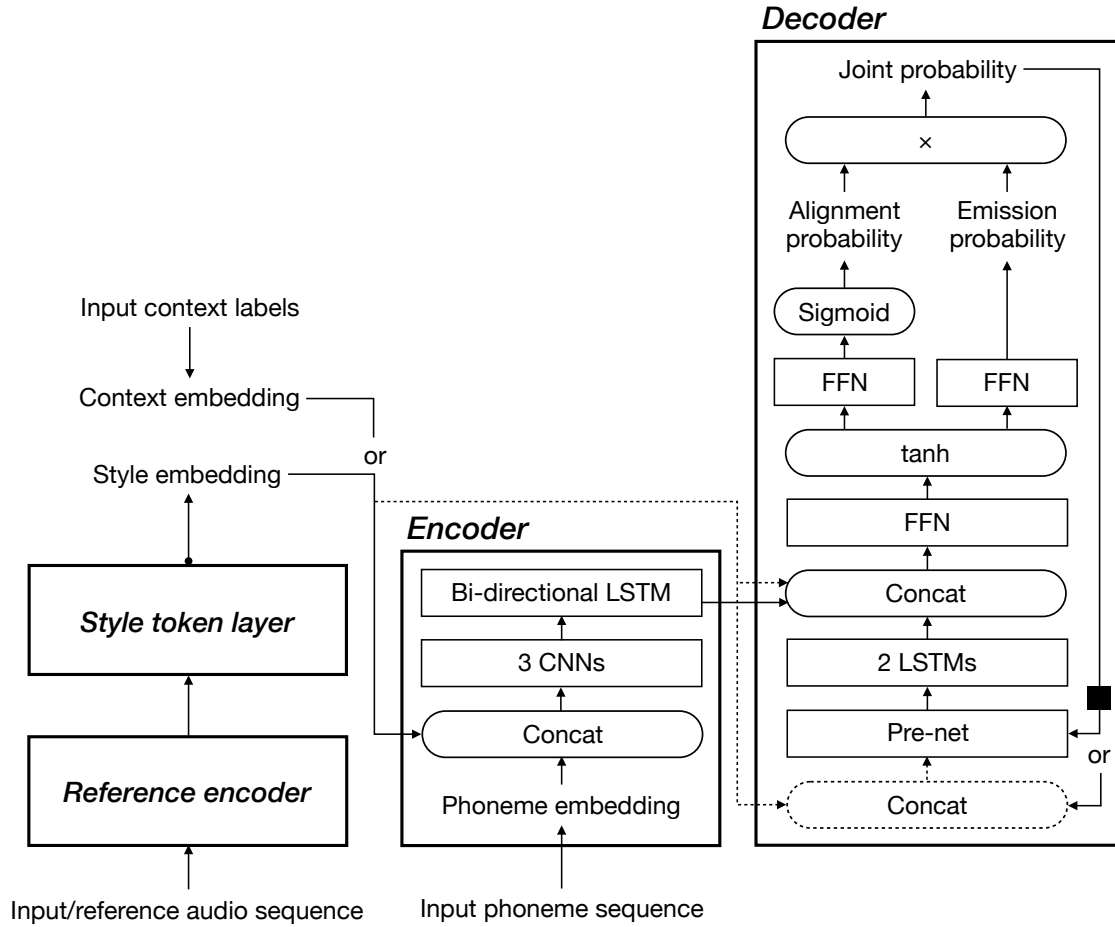 Decoder
Joint probability
×
Alignment
probability
Emission
probability
Sigmoid
FFN
FFN
tanh
FFN
Concat
2 LSTMs
Pre-net
or
Concat
Input context labels
Context embedding
or
Style embedding
Style token layer
Reference encoder
Input/reference audio sequence
Encoder
Bi-directional LSTM
3 CNNs
Concat
Phoneme embedding
Input phoneme sequence